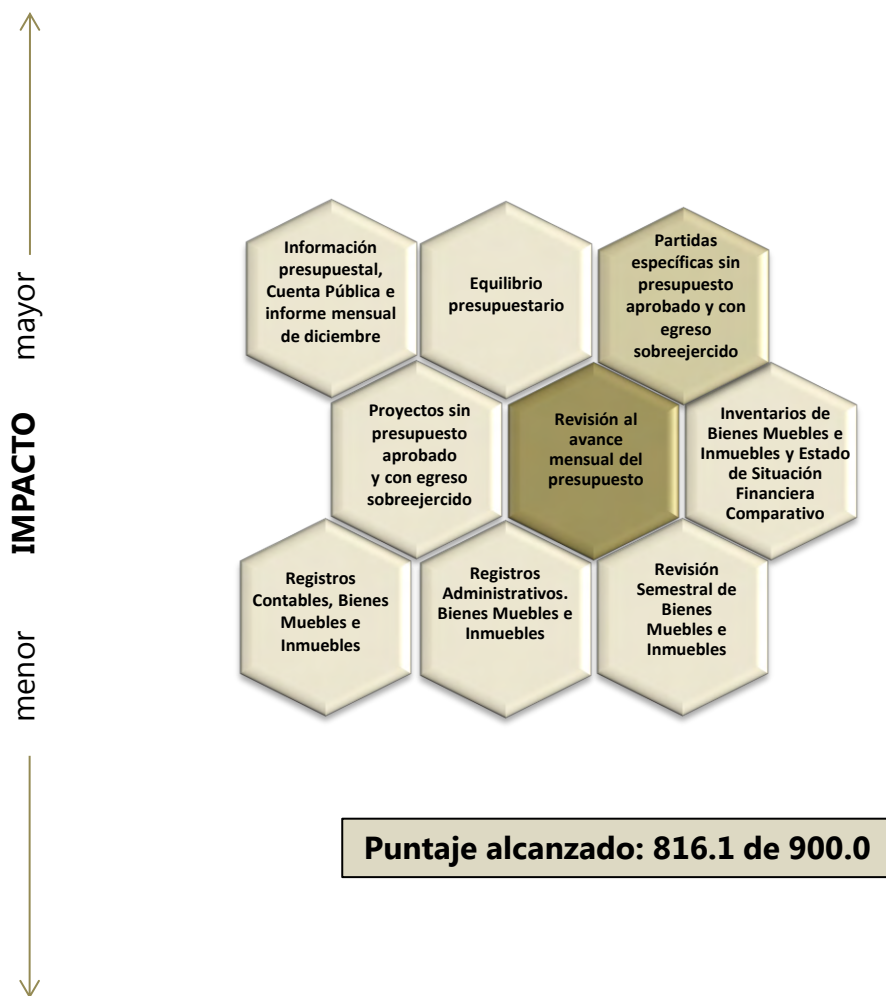 mayor
IMPACTO
menor
Información
presupuestal,
Cuenta Pública e
informe mensual
de diciembre
Equilibrio
presupuestario
Partidas
específicas sin
presupuesto
aprobado y con
egreso
sobreejercido
Proyectos sin
presupuesto
aprobado
y con egreso
sobreejercido
Revisión al
avance
mensual del
presupuesto
Inventarios de
Bienes Muebles e
Inmuebles y Estado
de Situación
Financiera
Comparativo
Registros
Contables, Bienes
Muebles e
Inmuebles
Registros
Administrativos.
Bienes Muebles e
Inmuebles
Revisión
Semestral de
Bienes
Muebles e
Inmuebles
Puntaje alcanzado: 816.1 de 900.0